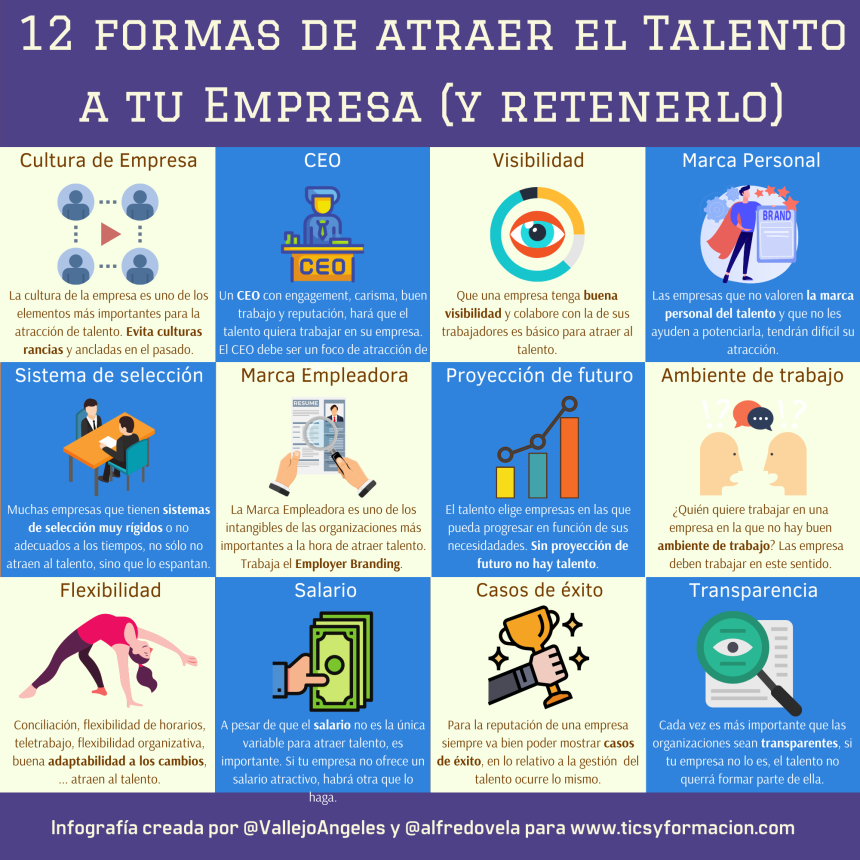 12 FORMAS DE ATRAER EL TALENTO
A TU EMPRESA (Y RETENERLO)
Cultura de Empresa
La cultura de la empresa es uno de los
elementos más importantes para la
atracción de talento. Evita culturas
rancias y ancladas en el pasado.
CEO
CEO
Un CEO con engagement, carisma, buen
trabajo y reputación, hará que el
talento quiera trabajar en su empresa.
El CEO debe ser un foco de atracción de
Visibilidad
Que una empresa tenga buena
visibilidad y colabore con la de sus
trabajadores es básico para atraer al
talento.
Marca Personal
BRAND
Las empresas que no valoren la marca
personal del talento y que no les
ayuden a potenciarla, tendrán difícil su
atracción.
Sistema de selección
Muchas empresas que tienen sistemas
de selección muy rígidos o no
adecuados a los tiempos, no sólo no
atraen al talento, sino que lo espantan.
Marca Empleadora
RESUME
La Marca Empleadora es uno de los
intangibles de las organizaciones más
importantes a la hora de atraer talento.
Trabaja el Employer Branding.
Proyección de futuro
El talento elige empresas en las que
pueda progresar en función de sus
necesidadades. Sin proyección de
futuro no hay talento.
Ambiente de trabajo
!? !?
¿Quién quiere trabajar en una
empresa en la que no hay buen
ambiente de trabajo? Las empresa
deben trabajar en este sentido.
Flexibilidad
Conciliación, flexibilidad de horarios,
teletrabajo, flexibilidad organizativa,
buena adaptabilidad a los cambios,
... atraen al talento.
Salario
A pesar de que el salario no es la única
variable para atraer talento, es
importante. Si tu empresa no ofrece un
salario atractivo, habrá otra que lo
haga.
Casos de éxito
Para la reputación de una empresa
siempre va bien poder mostrar casos
de éxito, en lo relativo a la gestión del
talento ocurre lo mismo.
Transparencia
Cada vez es más importante que las
organizaciones sean transparentes, si
tu empresa no lo es, el talento no
querrá formar parte de ella.
Infografía creada por @VallejoAngeles y @alfredovela para www.ticsyformacion.com